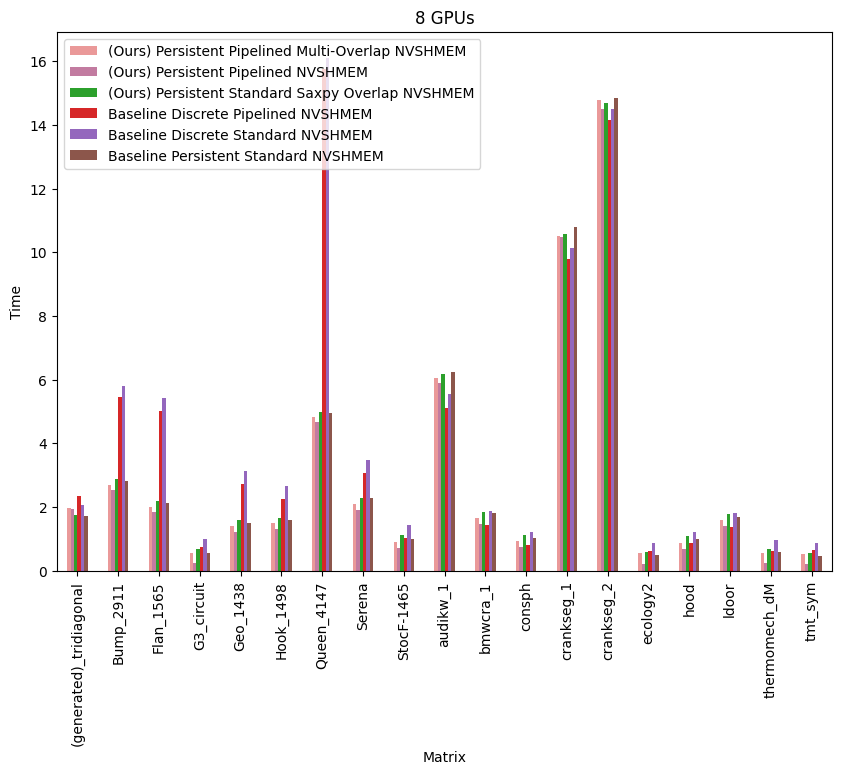 8 GPUs
(Ours) Persistent Pipelined Multi-Overlap NVSHMEM
(Ours) Persistent Pipelined NVSHMEM
(Ours) Persistent Standard Saxpy Overlap NVSHMEM
Baseline Discrete Pipelined NVSHMEM
Baseline Discrete Standard NVSHMEM
Baseline Persistent Standard NVSHMEM
Time
16
14
12
10
8
6
4
2
0
(generated)_tridiagonal
Bump_2911
Flan_1565
G3_circuit
Geo_1438
Hook_1498
Queen_4147
Serena
StocF-1465
audikw_1
bmwcra_1
consph
crankseg_1
crankseg_2
ecology2
hood
ldoor
thermomech_dM
tmt_sym
Matrix